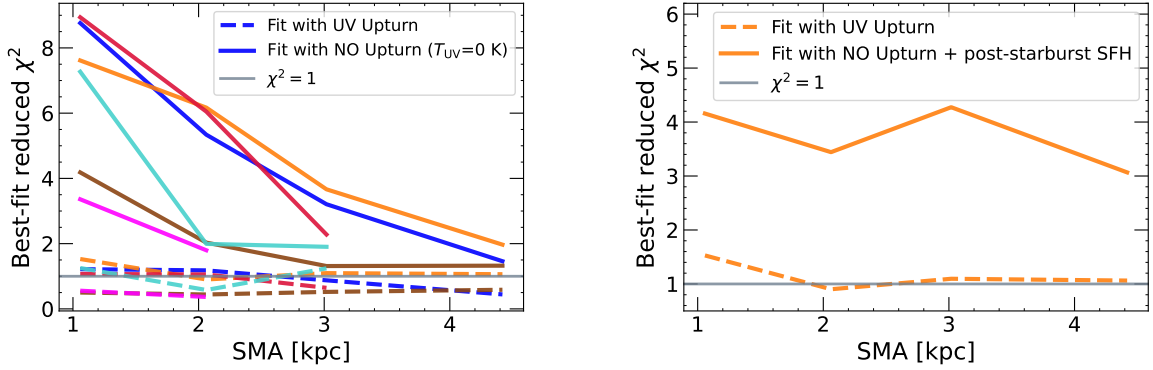 Best-fit reduced χ²
8
6
4
2
0
Fit with UV Upturn
Fit with NO Upturn (T_UV=0 K)
χ² = 1
1
2
3
4
SMA [kpc]
Best-fit reduced χ²
6
5
4
3
2
1
Fit with UV Upturn
Fit with NO Upturn + post-starburst SFH
χ² = 1
1
2
3
4
SMA [kpc]